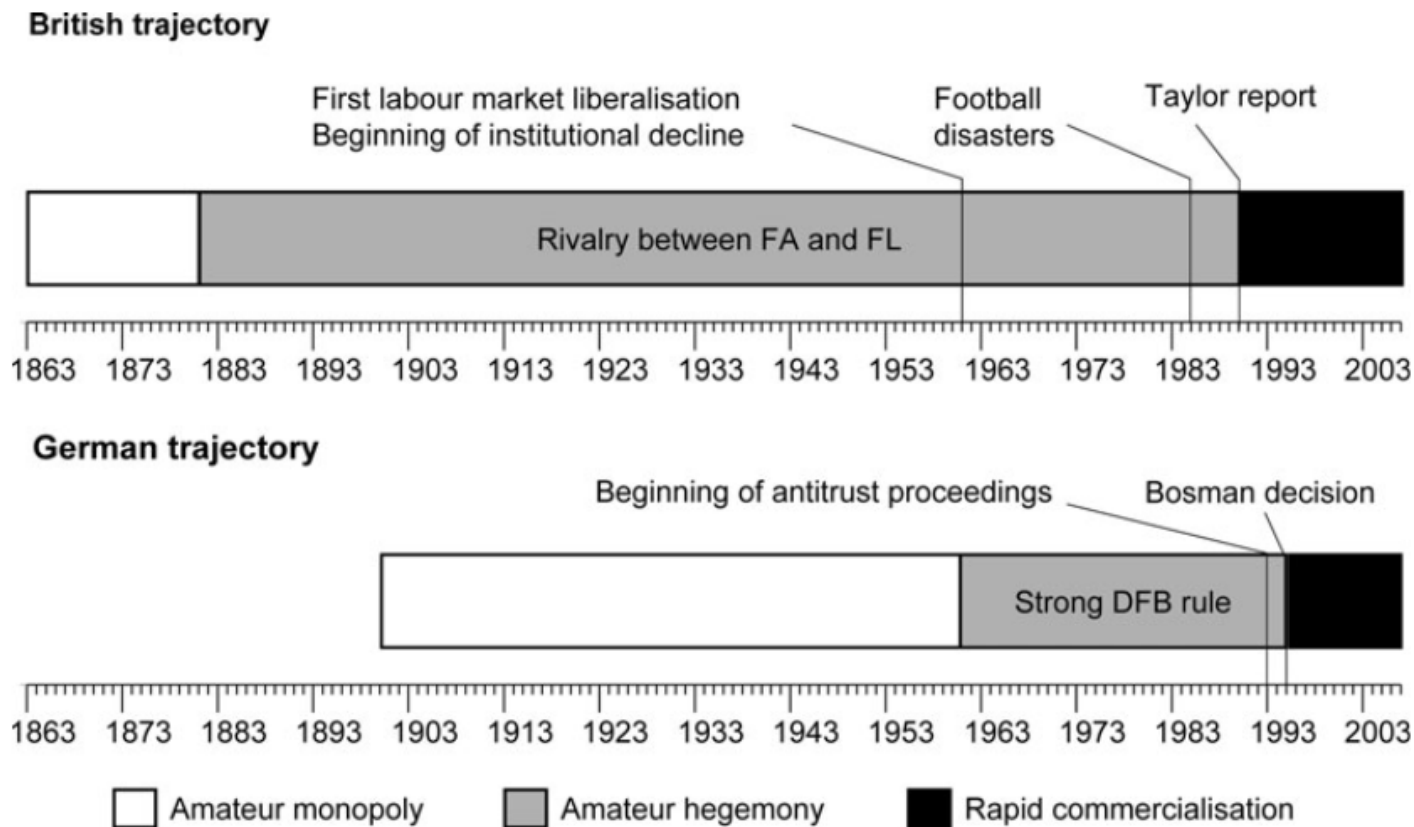 British trajectory
First labour market liberalisation
Beginning of institutional decline
Football
disasters
Taylor report
Rivalry between FA and FL
1863 1873 1883 1893 1903 1913 1923 1933 1943 1953 1963 1973 1983 1993 2003
German trajectory
Beginning of antitrust proceedings
Bosman decision
Strong DFB rule
1863 1873 1883 1893 1903 1913 1923 1933 1943 1953 1963 1973 1983 1993 2003
Amateur monopoly
Amateur hegemony
Rapid commercialisation